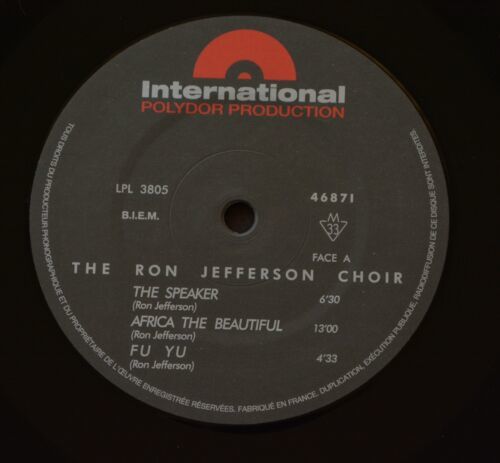 International
POLYDOR PRODUCTION
LPL 3805
46871
B.I.E.M.
M
33
FACE A
THE RON JEFFERSON CHOIR
THE SPEAKER 6'30
(Ron Jefferson)
AFRICA THE BEAUTIFUL 13'00
(Ron Jefferson)
FU YU 4'33
(Ron Jefferson)
TOUS DROITS DU PRODUCTEUR PHONOGRAPHIQUE ET DU PROPRIÉTAIRE DE L'ŒUVRE ENREGISTRÉE RÉSERVÉES. FABRIQUÉ EN FRANCE, DUPLICATION, EXÉCUTION PUBLIQUE, RADIODIFFUSION DE CE DISQUE SONT INTERDITES.